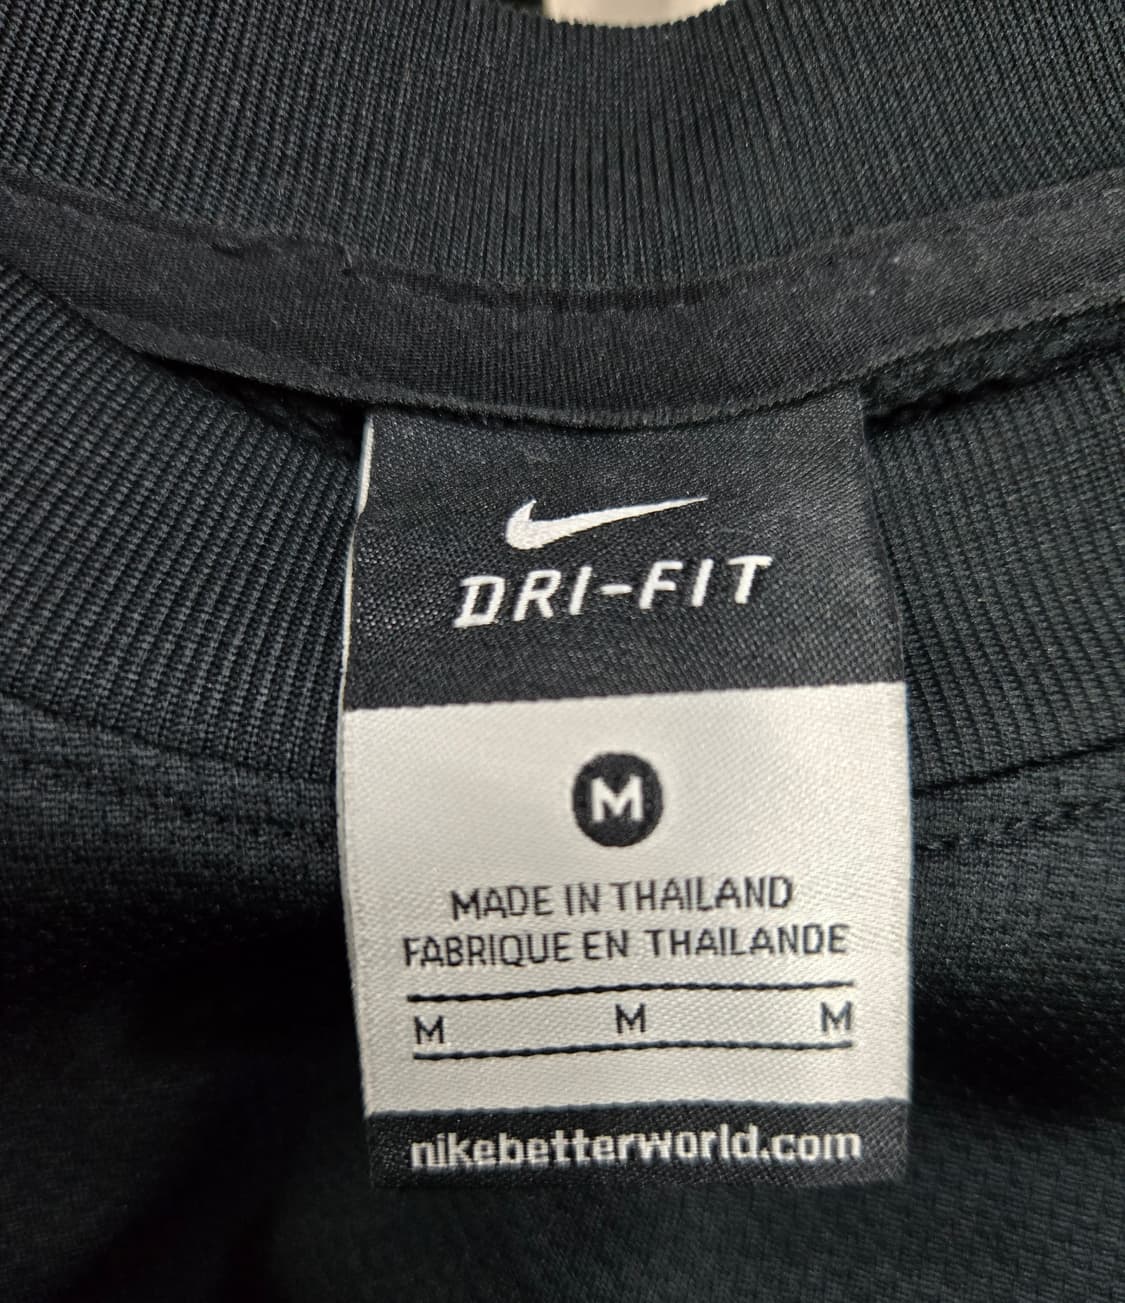 DRI-FIT
M
MADE IN THAILAND
FABRIQUE EN THAILANDE
M M M
nikebetterworld.com